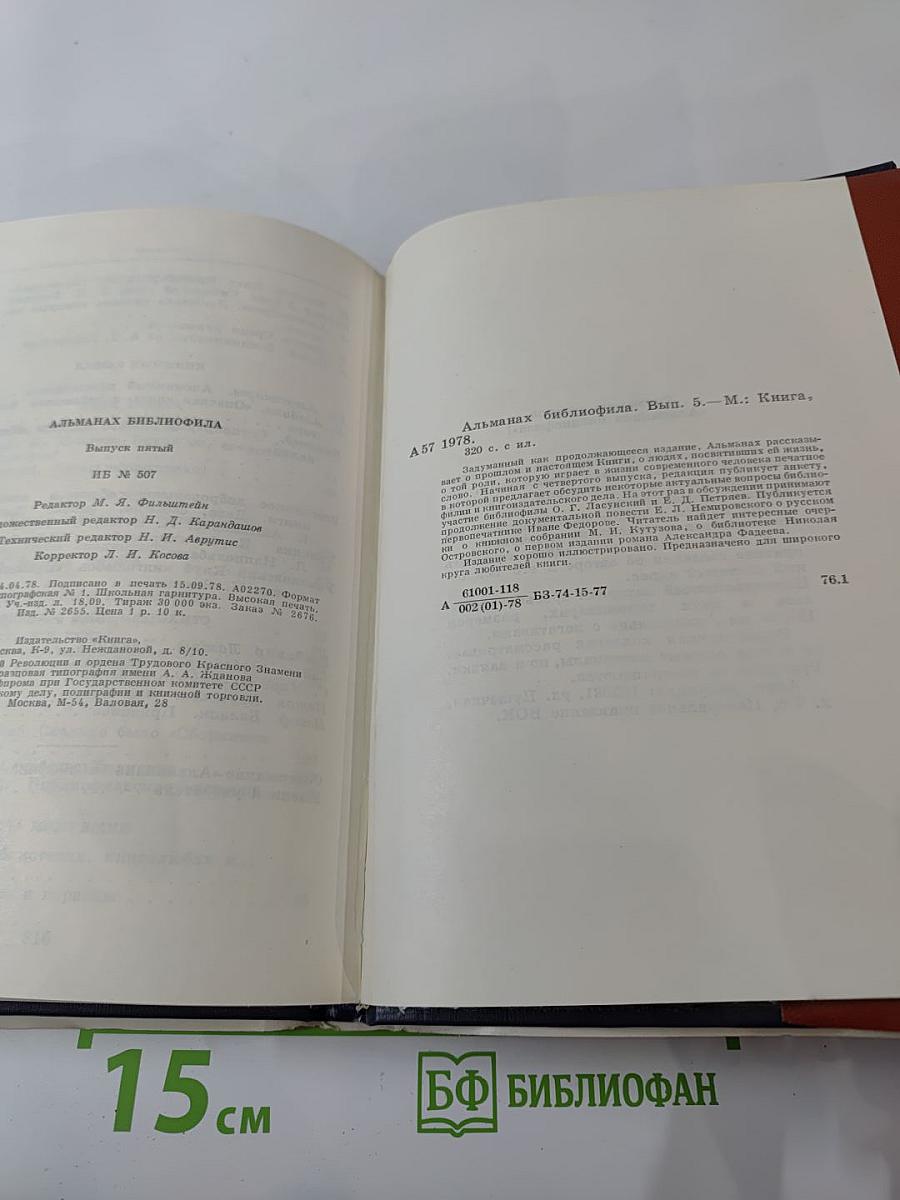 АЛЬМАНАХ БИБЛИОФИЛА
Выпуск пятый
ИБ № 507
Редактор М. Я. Фильштейн
дожественный редактор Н. Д. Карандашов
Технический редактор Н. И. Аврутис
Корректор Л. И. Косова
4.04.78. Подписано в печать 15.09.78. А02270. Формат
пографская № 1. Школьная гарнитура. Высокая печать.
Уч.-изд. л. 18,09. Тираж 30 000 экз. Заказ № 2676.
Изд. № 2655. Цена 1 р. 10 к.
Издательство «Книга»,
сква, К-9, ул. Неждановой, д. 8/10.
й Революции и ордена Трудового Красного Знамени
разцовая типография имени А. А. Жданова
фирома при Государственном комитете СССР
скому делу, полиграфии и книжной торговли.
Москва, М-54, Валовая, 28
Альманах библиофила. Вып. 5.—М.: Книга,
А 57 1978.
320 с. с ил.
Задуманный как продолжающееся издание, Альманах рассказы-
вает о прошлом и настоящем Книги, о людях, посвятивших ей жизнь,
о той роли, которую играет в жизни современного человека печатное
слово. Начиная с четвертого выпуска, редакция публикует анкету,
в которой предлагает обсудить некоторые актуальные вопросы библио-
филии и книгоиздательского дела. На этот раз в обсуждении принимают
участие библиофилы О. Г. Ласунский и Е. Д. Петряев. Публикуется
продолжение документальной повести Е. Л. Немировского о русском
первопечатнике Иване Федорове. Читатель найдет интересные очер-
ки о книжном собрании М. И. Кутузова, о библиотеке Николая
Островского, о первом издании романа Александра Фадеева.
Издание хорошо иллюстрировано. Предназначено для широкого
круга любителей книги.
А 61001-118
002(01)-78 БЗ-74-15-77
76.1
15 см
БФ БИБЛИОФАН